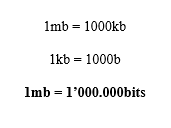 1mb = 1000kb
1kb = 1000b
1mb = 1’000.000bits